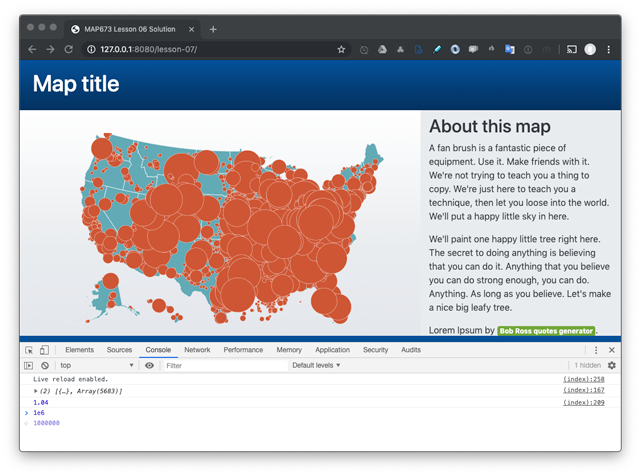 MAP673 Lesson 06 Solution
127.0.0.1:8080/lesson-07/
Map title
About this map
A fan brush is a fantastic piece of
equipment. Use it. Make friends with it.
We're not trying to teach you a thing to
copy. We're just here to teach you a
technique, then let you loose into the world.
We'll put a happy little sky in here.
We'll paint one happy little tree right here.
The secret to doing anything is believing
that you can do it. Anything that you believe
you can do strong enough, you can do.
Anything. As long as you believe. Let's make
a nice big leafy tree.
Lorem Ipsum by Bob Ross quotes generator.
Elements Sources Console Network Performance Memory Application Security Audits
top Filter Default levels 1 hidden
Live reload enabled. (index):258
(2) [{…}, Array(5683)] (index):167
1.04 (index):209
1e6
1000000